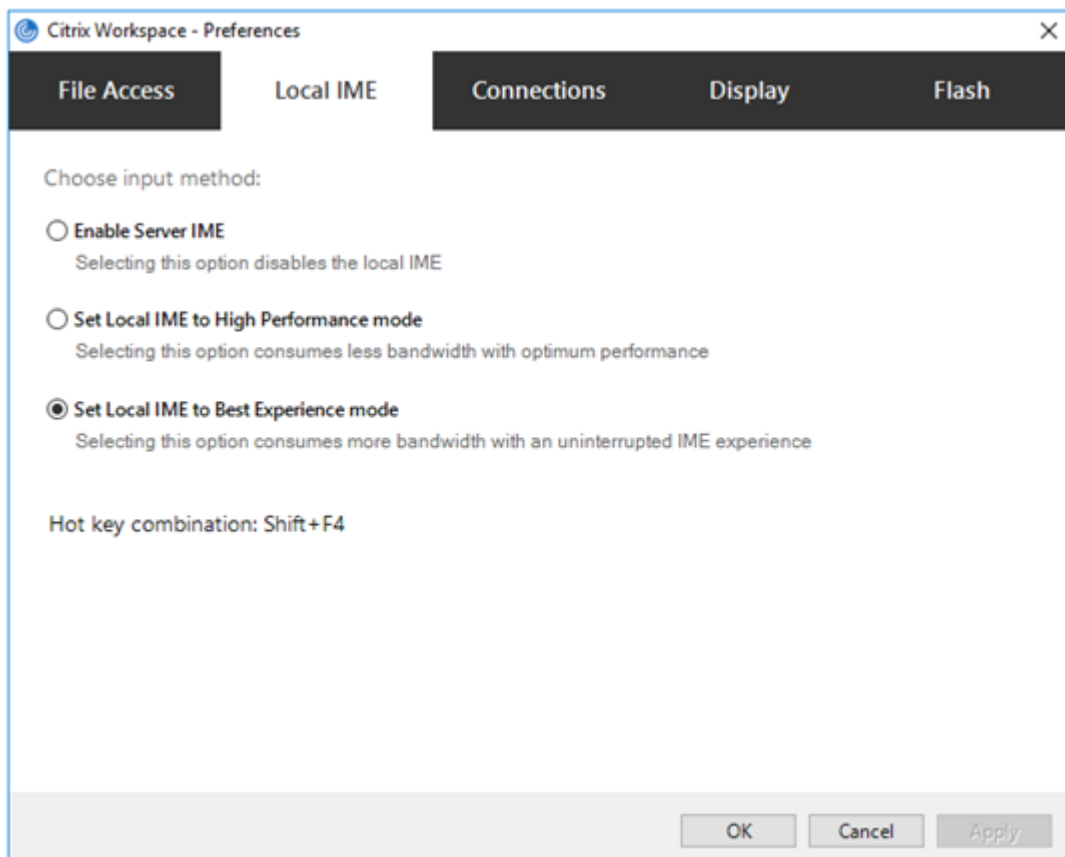 Citrix Workspace - Preferences
File Access Local IME Connections Display Flash
Choose input method:
Enable Server IME
Selecting this option disables the local IME
Set Local IME to High Performance mode
Selecting this option consumes less bandwidth with optimum performance
Set Local IME to Best Experience mode
Selecting this option consumes more bandwidth with an uninterrupted IME experience
Hot key combination: Shift+F4
OK Cancel Apply